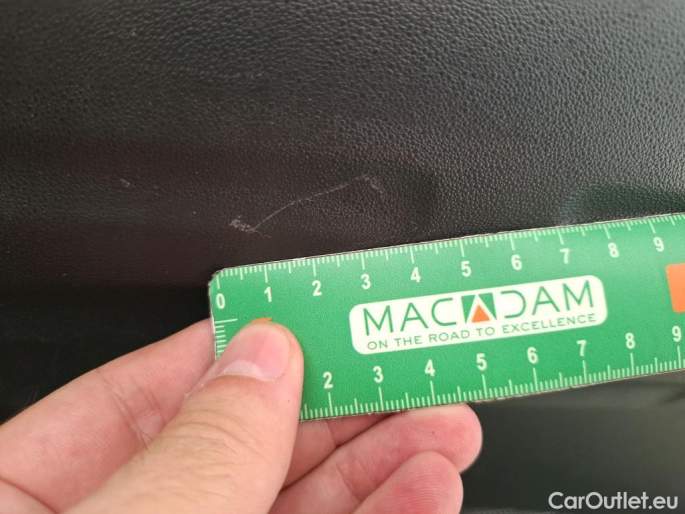 0 1 2 3 4 5 6 7 8 9
MACADAM
ON THE ROAD TO EXCELLENCE
2 3 4 5 6 7 8 9
CarOutlet.eu